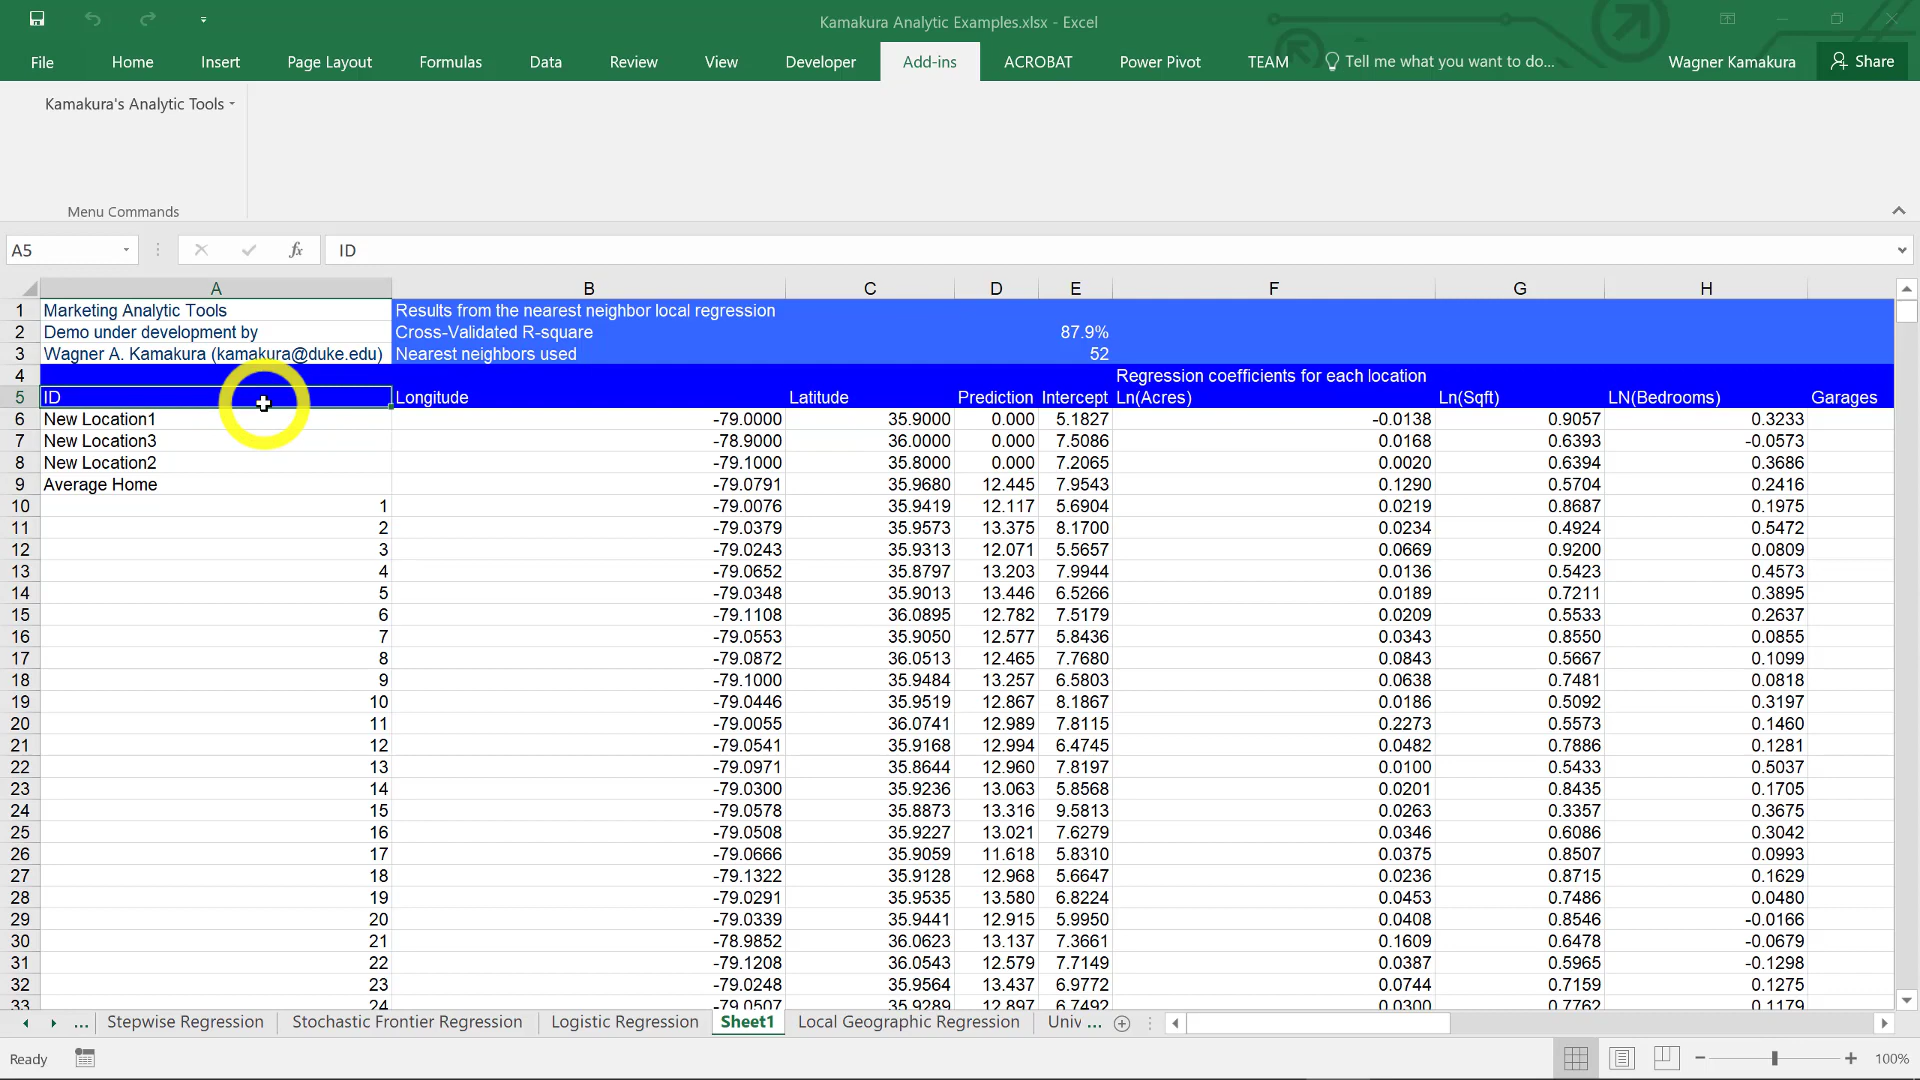 Kamakura Analytic Examples.xlsx - Excel
File Home Insert Page Layout Formulas Data Review View Developer Add-ins ACROBAT Power Pivot TEAM Tell me what you want to do... Wagner Kamakura Share
Kamakura's Analytic Tools
Menu Commands
A5 fx ID
A B C D E F G H
1 Marketing Analytic Tools Results from the nearest neighbor local regression
2 Demo under development by Cross-Validated R-square 87.9%
3 Wagner A. Kamakura (kamakura@duke.edu) Nearest neighbors used 52
4 Regression coefficients for each location
5 ID Longitude Latitude Prediction Intercept Ln(Acres) Ln(Sqft) LN(Bedrooms) Garages
6 New Location1 -79.0000 35.9000 0.000 5.1827 -0.0138 0.9057 0.3233
7 New Location3 -78.9000 36.0000 0.000 7.5086 0.0168 0.6393 -0.0573
8 New Location2 -79.1000 35.8000 0.000 7.2065 0.0020 0.6394 0.3686
9 Average Home -79.0791 35.9680 12.445 7.9543 0.1290 0.5704 0.2416
10 1 -79.0076 35.9419 12.117 5.6904 0.0219 0.8687 0.1975
11 2 -79.0379 35.9573 13.375 8.1700 0.0234 0.4924 0.5472
12 3 -79.0243 35.9313 12.071 5.5657 0.0669 0.9200 0.0809
13 4 -79.0652 35.8797 13.203 7.9944 0.0136 0.5423 0.4573
14 5 -79.0348 35.9013 13.446 6.5266 0.0189 0.7211 0.3895
15 6 -79.1108 36.0895 12.782 7.5179 0.0209 0.5533 0.2637
16 7 -79.0553 35.9050 12.577 5.8436 0.0343 0.8550 0.0855
17 8 -79.0872 36.0513 12.465 7.7680 0.0843 0.5667 0.1099
18 9 -79.1000 35.9484 13.257 6.5803 0.0638 0.7481 0.0818
19 10 -79.0446 35.9519 12.867 8.1867 0.0186 0.5092 0.3197
20 11 -79.0055 36.0741 12.989 7.8115 0.2273 0.5573 0.1460
21 12 -79.0541 35.9168 12.994 6.4745 0.0482 0.7886 0.1281
22 13 -79.0971 35.8644 12.960 7.8197 0.0100 0.5433 0.5037
23 14 -79.0300 35.9236 13.063 5.8568 0.0201 0.8435 0.1705
24 15 -79.0578 35.8873 13.316 9.5813 0.0263 0.3357 0.3675
25 16 -79.0508 35.9227 13.021 7.6279 0.0346 0.6086 0.3042
26 17 -79.0666 35.9059 11.618 5.8310 0.0375 0.8507 0.0993
27 18 -79.1322 35.9128 12.968 5.6647 0.0236 0.8715 0.1629
28 19 -79.0291 35.9535 13.580 6.8224 0.0453 0.7486 0.0480
29 20 -79.0339 35.9441 12.915 5.9950 0.0408 0.8546 -0.0166
30 21 -78.9852 36.0623 13.137 7.3661 0.1609 0.6478 -0.0679
31 22 -79.1208 36.0543 12.579 7.7149 0.0387 0.5965 -0.1298
32 23 -79.0248 35.9564 13.437 6.9772 0.0744 0.7159 0.1275
33 24 -79.0507 35.9289 12.897 6.7492 0.0300 0.7762 0.1179
... Stepwise Regression Stochastic Frontier Regression Logistic Regression Sheet1 Local Geographic Regression Univ ...
Ready 100%